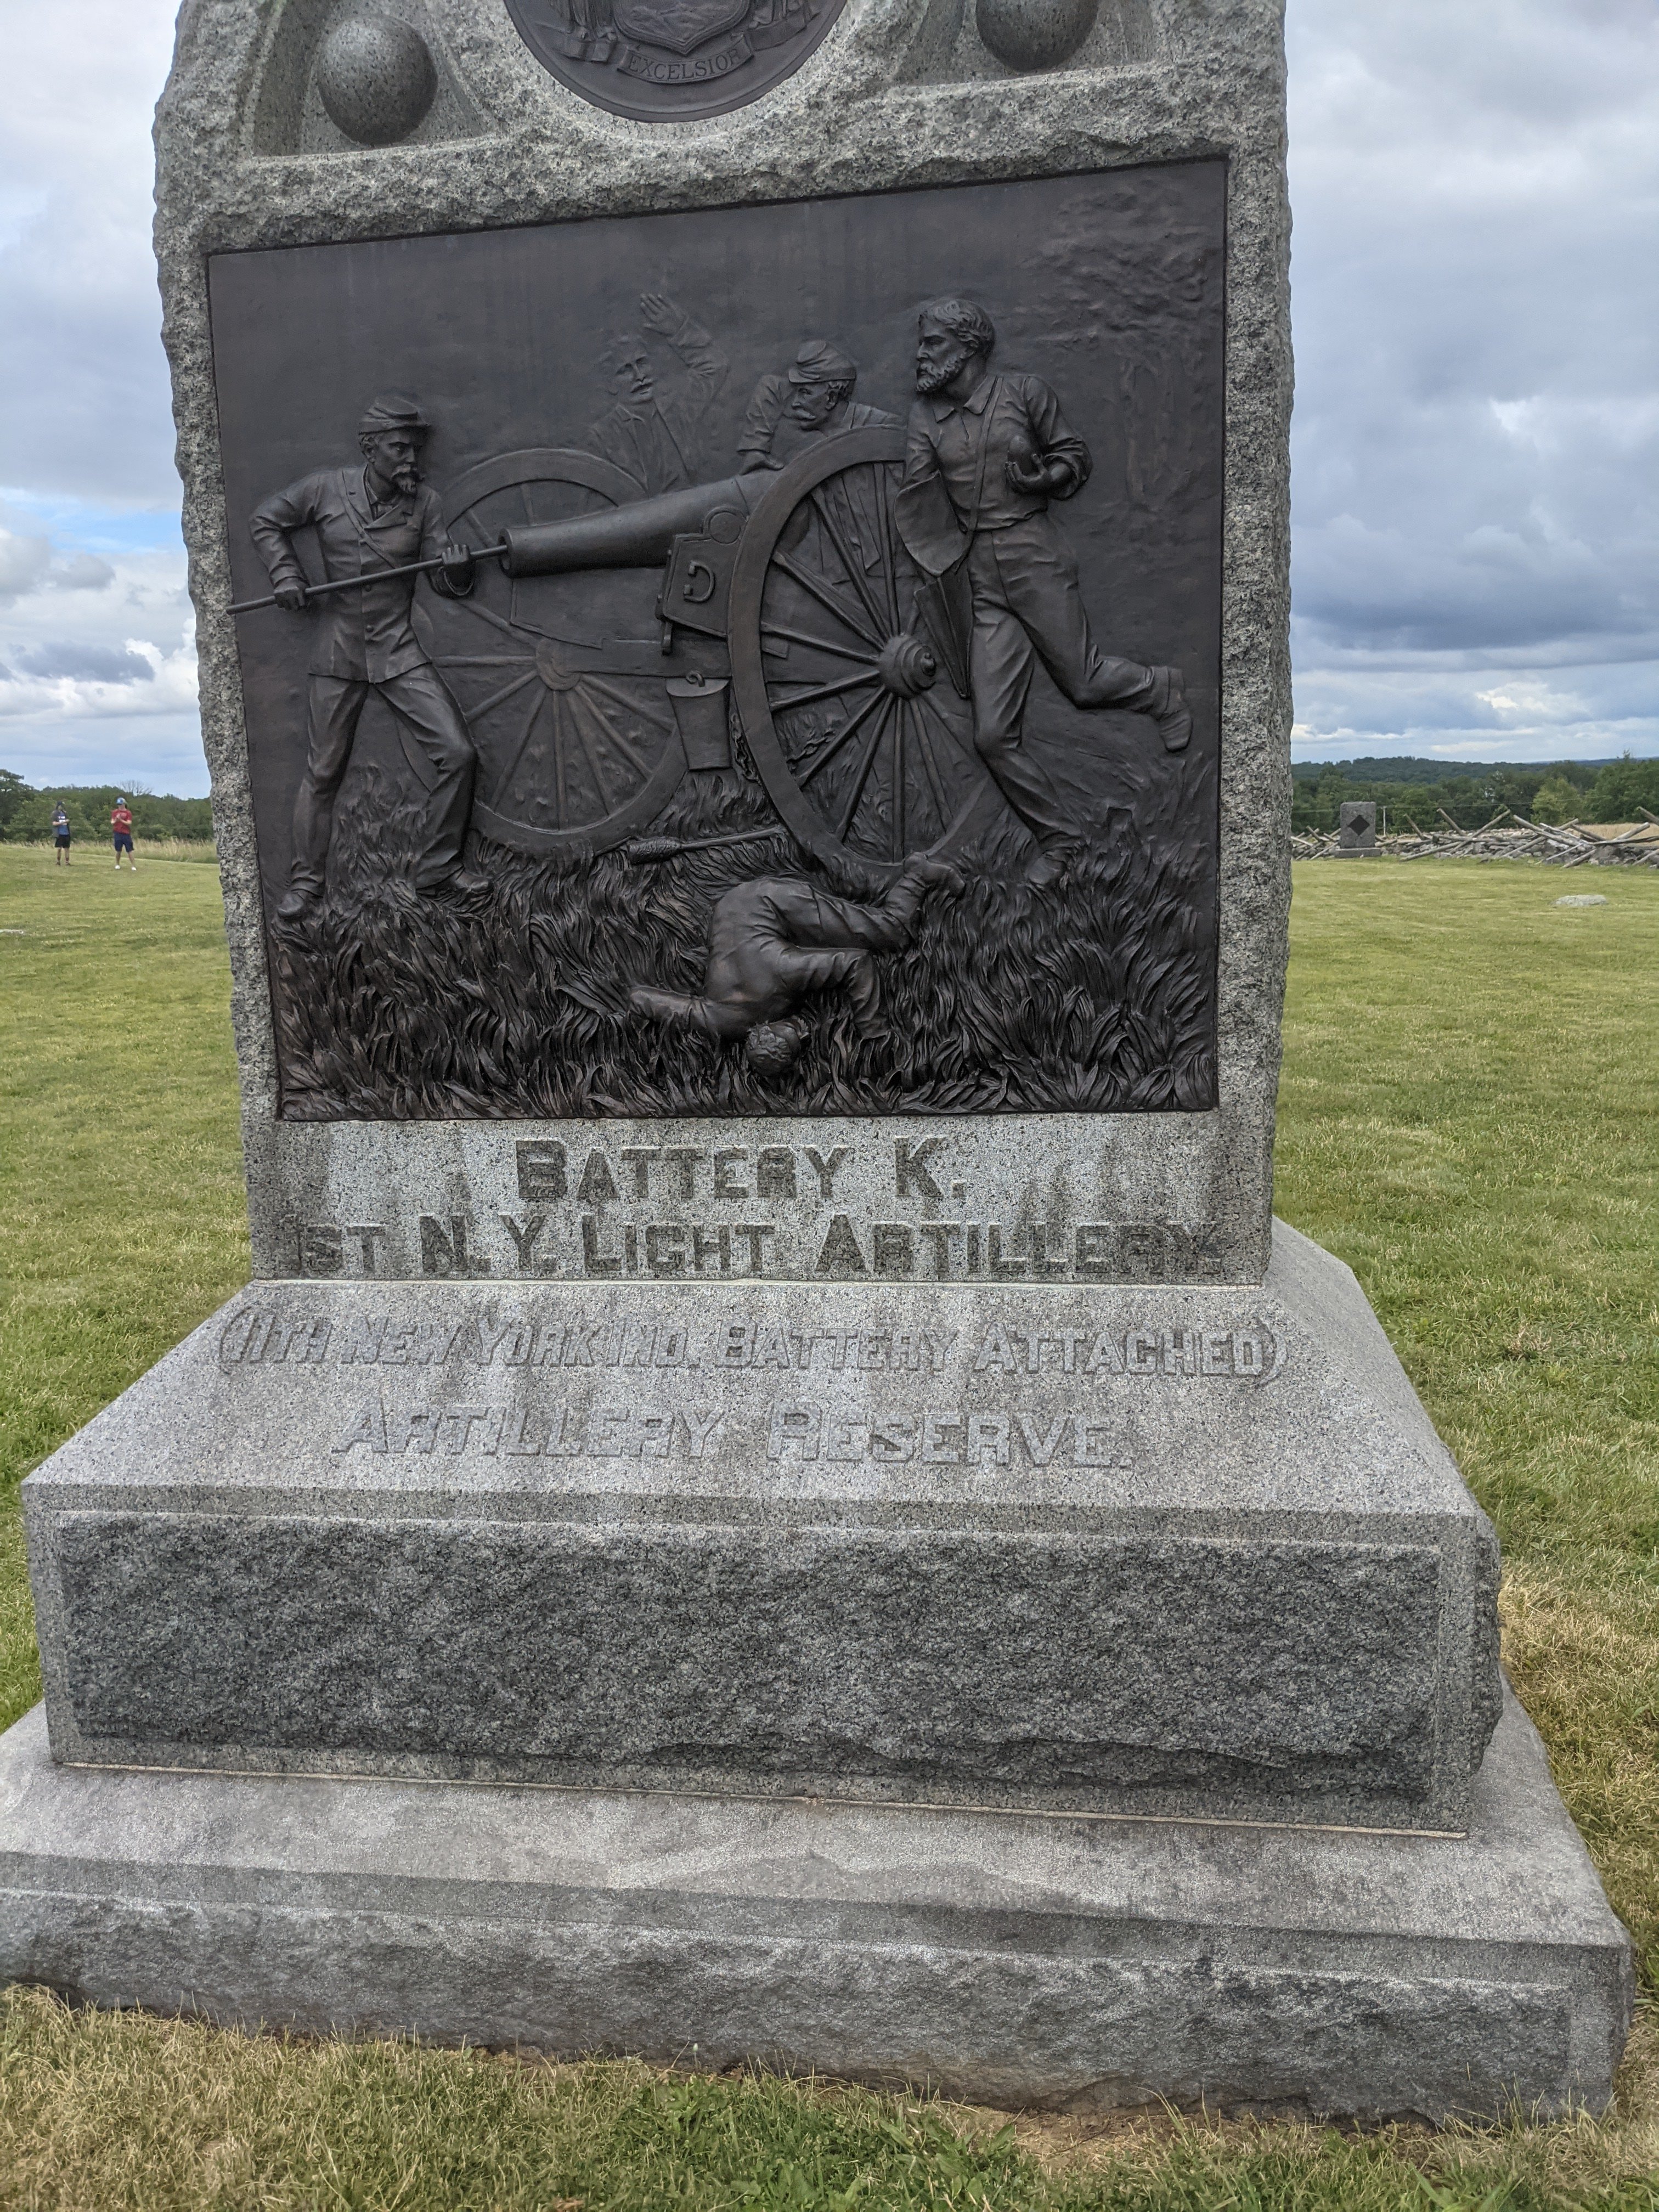 EXCELSIOR
BATTERY K.
1ST N.Y. LIGHT ARTILLERY.
(11TH NEW YORK IND. BATTERY ATTACHED)
ARTILLERY RESERVE.